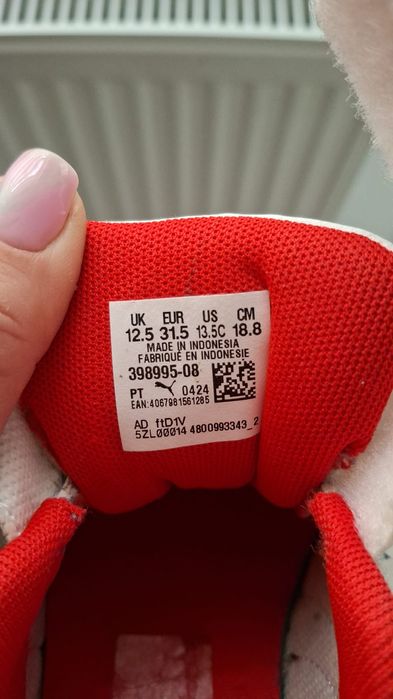 UK EUR US CM
12.5 31.5 13.5C 18.8
MADE IN INDONESIA
FABRIQUÉ EN INDONESIE
398995-08
PT 0424
EAN:4067981561285
AD ftD1V
5ZL00014 4800993343_2